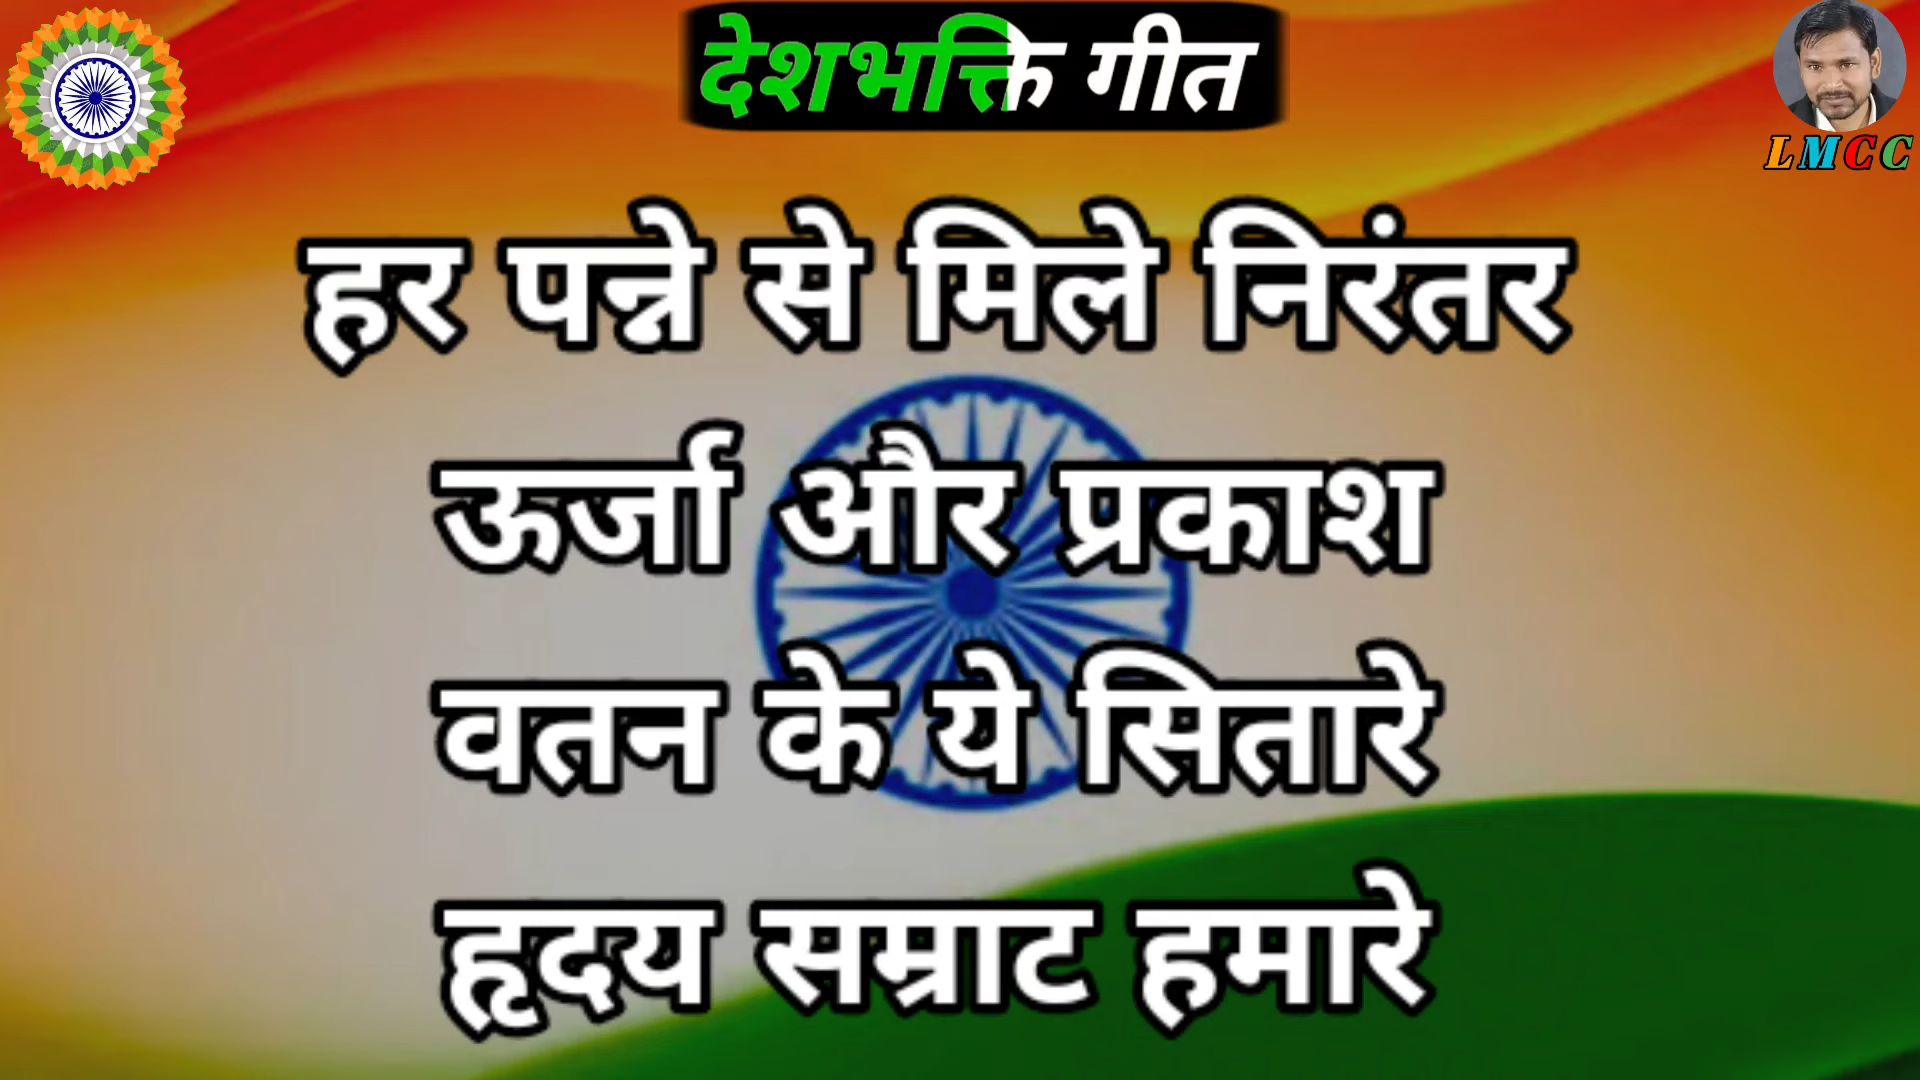 देशभक्ति गीत
LMCC
हर पन्ने से मिले निरंतर
ऊर्जा और प्रकाश
वतन के ये सितारे
हृदय सम्राट हमारे